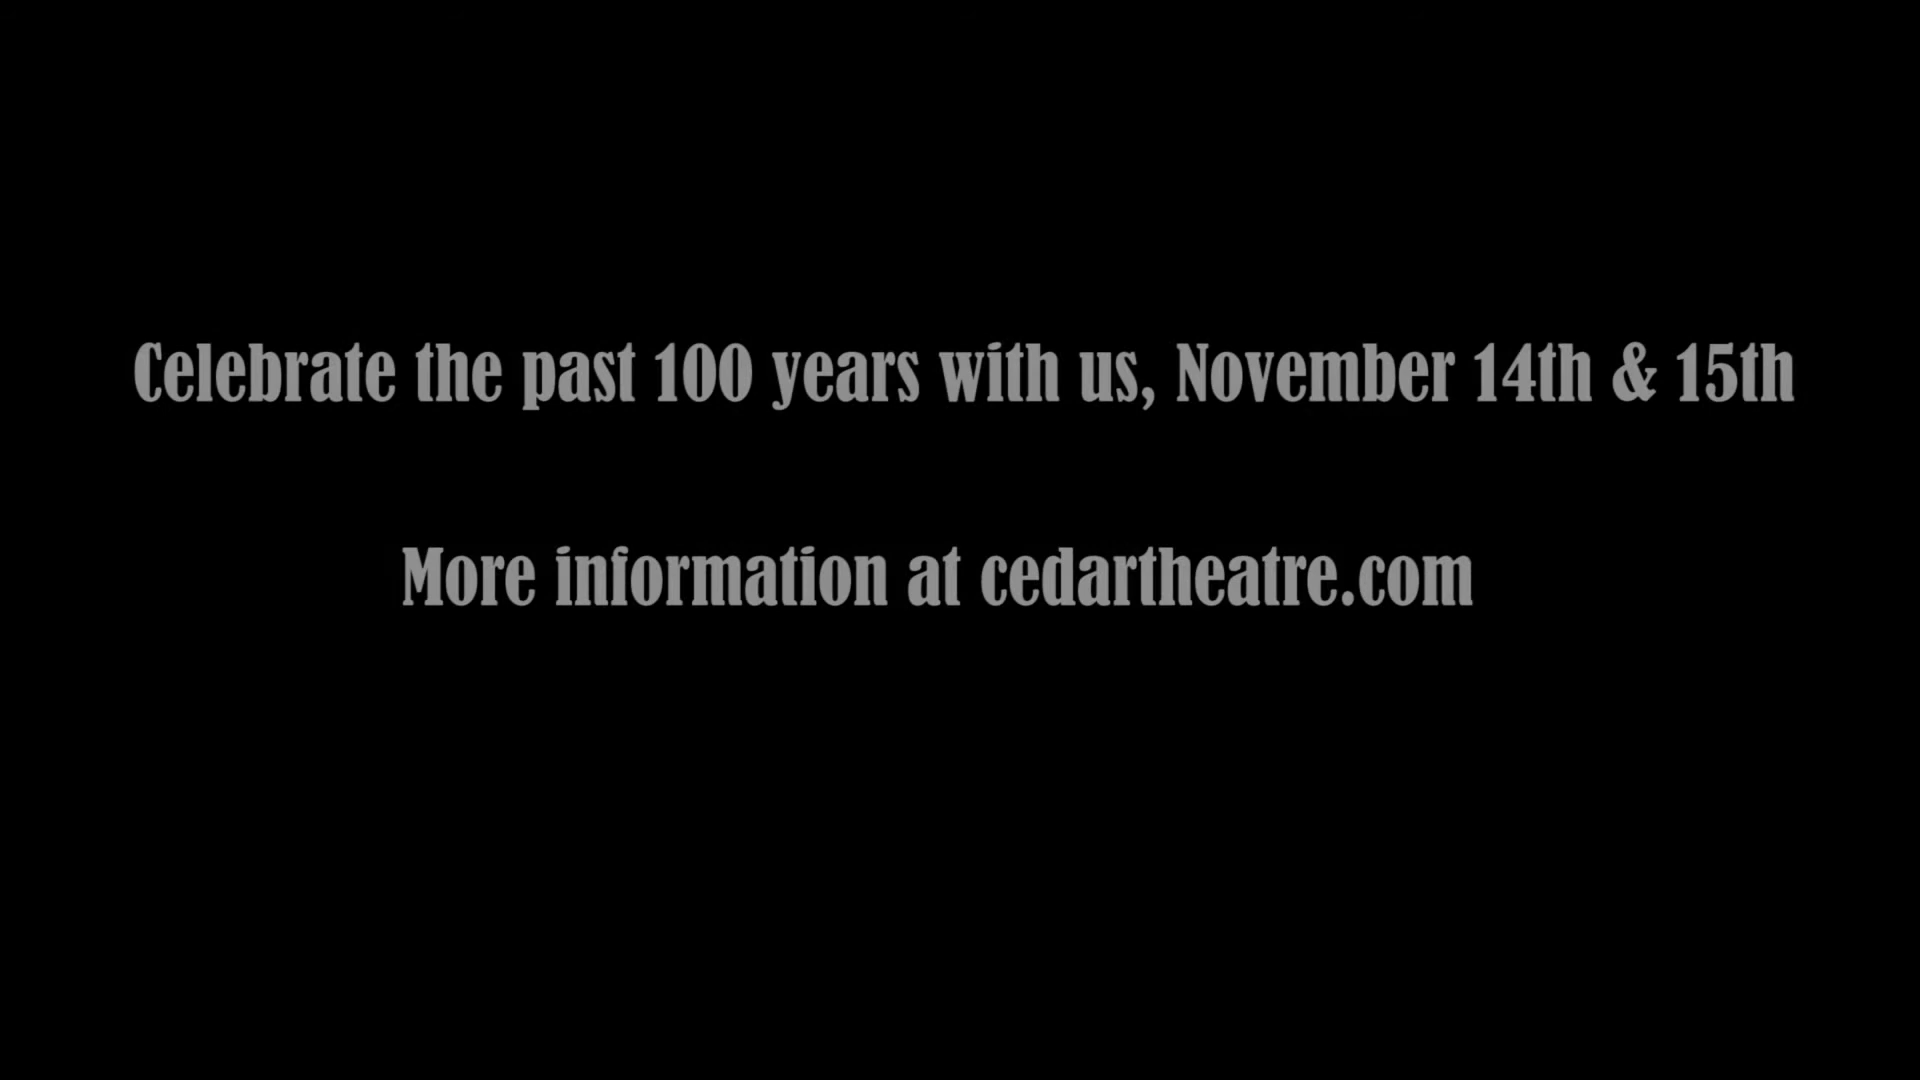 Celebrate the past 100 years with us, November 14th & 15th
More information at cedartheatre.com